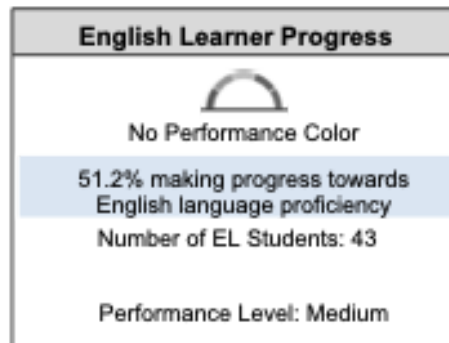 English Learner Progress
No Performance Color
51.2% making progress towards
English language proficiency
Number of EL Students: 43
Performance Level: Medium